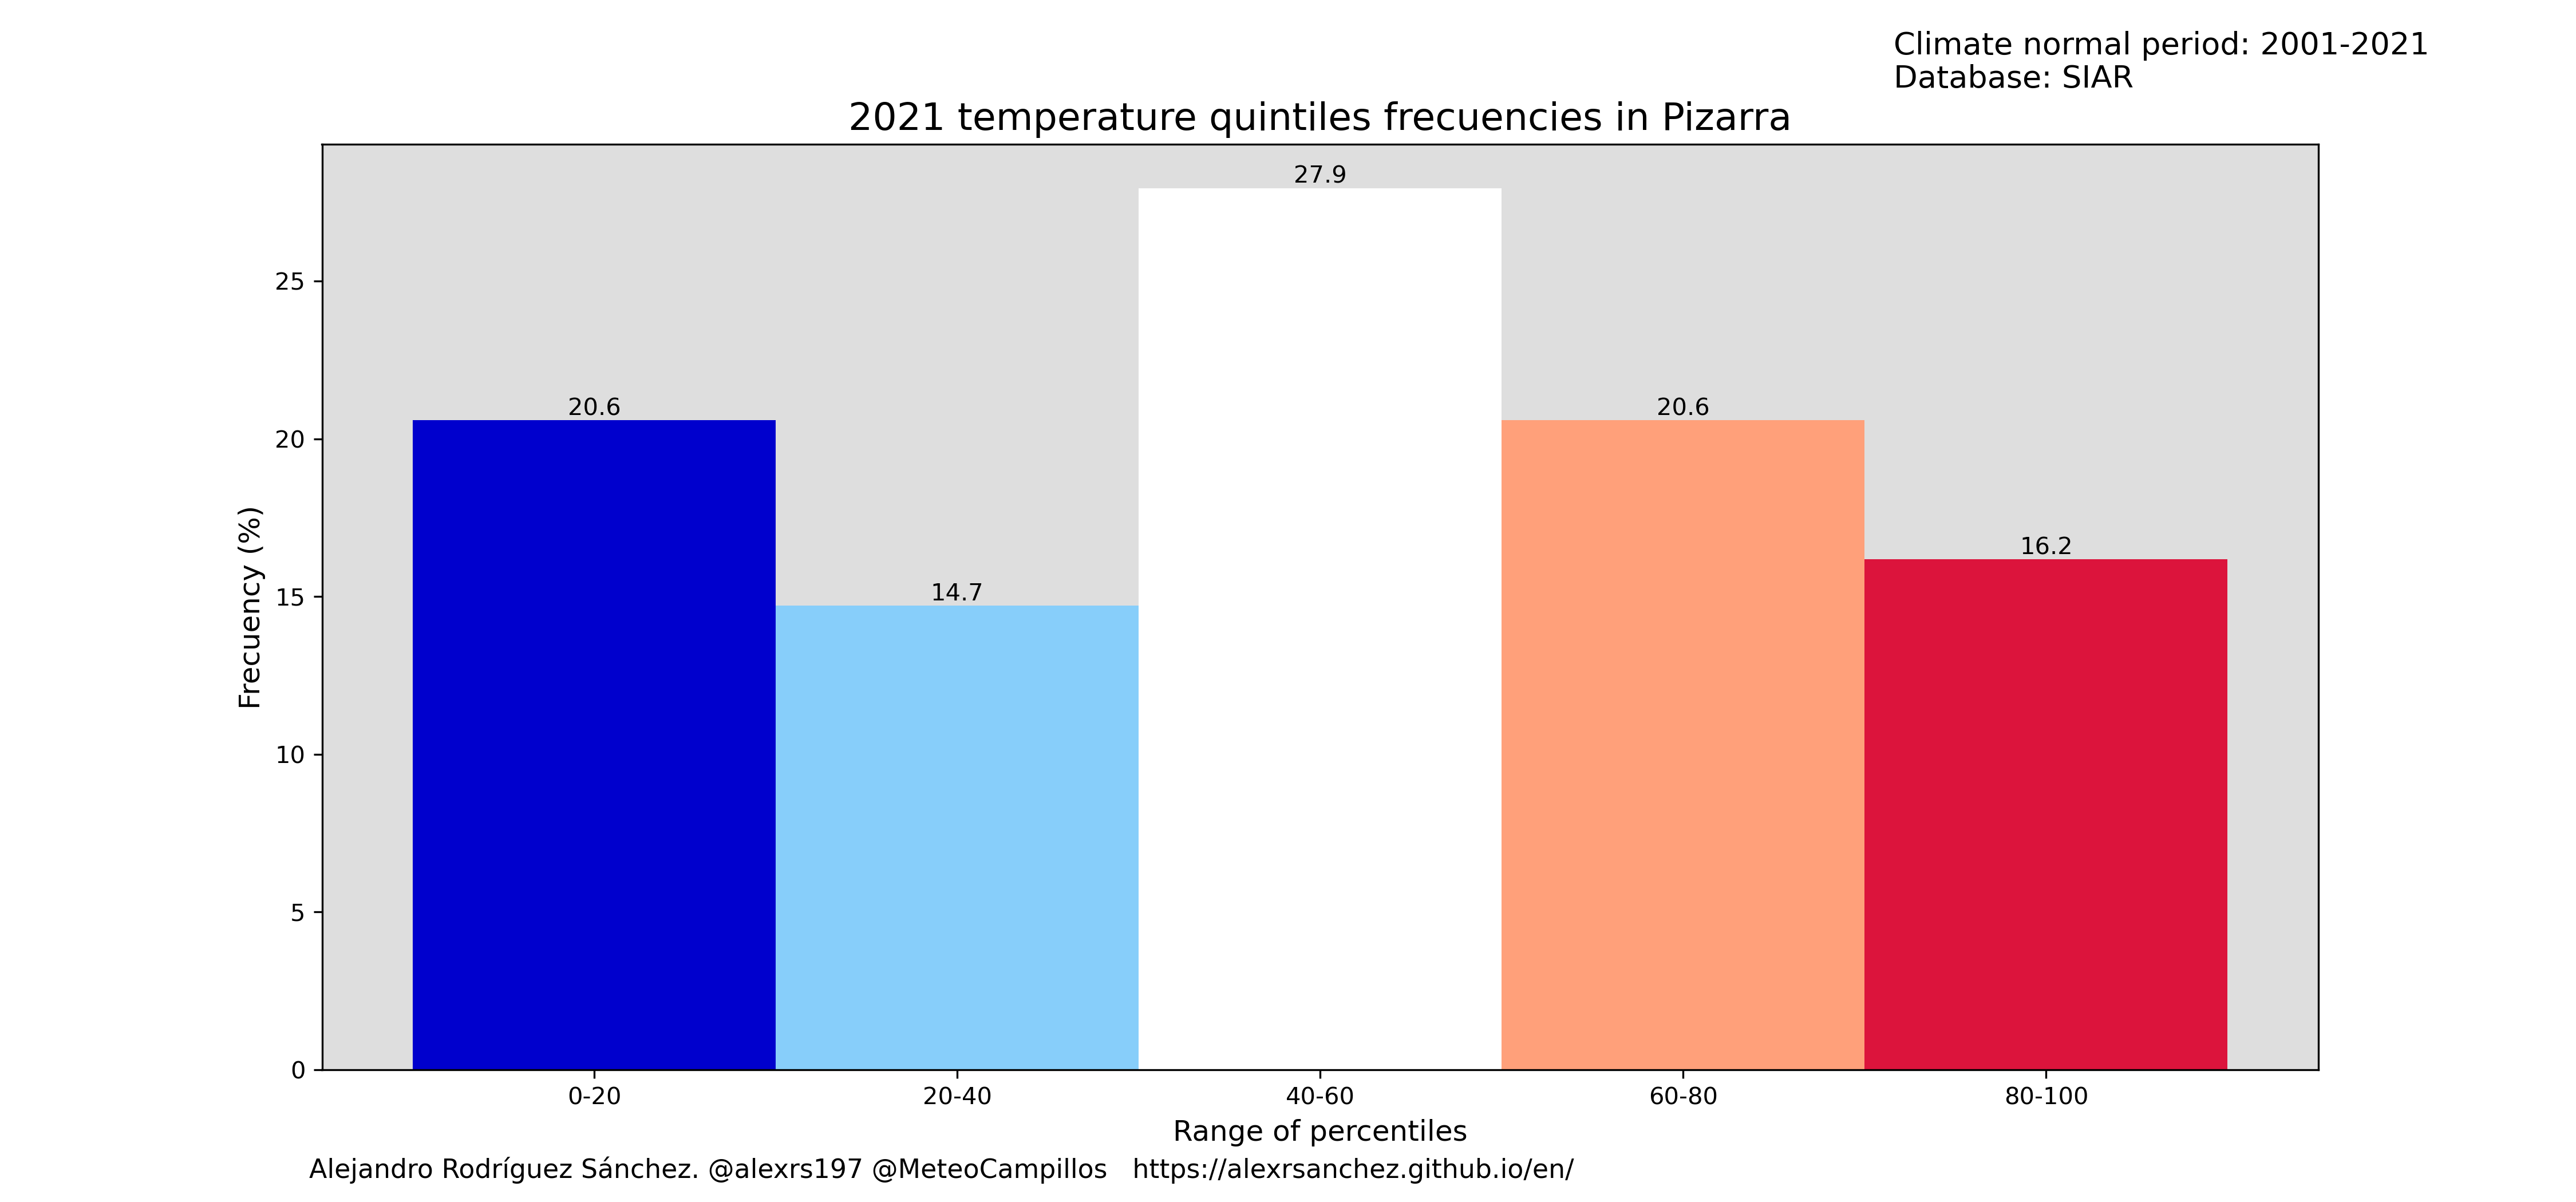 Climate normal period: 2001-2021
Database: SIAR
2021 temperature quintiles frecuencies in Pizarra
27.9
25
20.6
20.6
20
16.2
14.7
15
Frecuency (%)
10
5
0
0-20
20-40
40-60
60-80
80-100
Range of percentiles
Alejandro Rodríguez Sánchez. @alexrs197 @MeteoCampillos https://alexrsanchez.github.io/en/